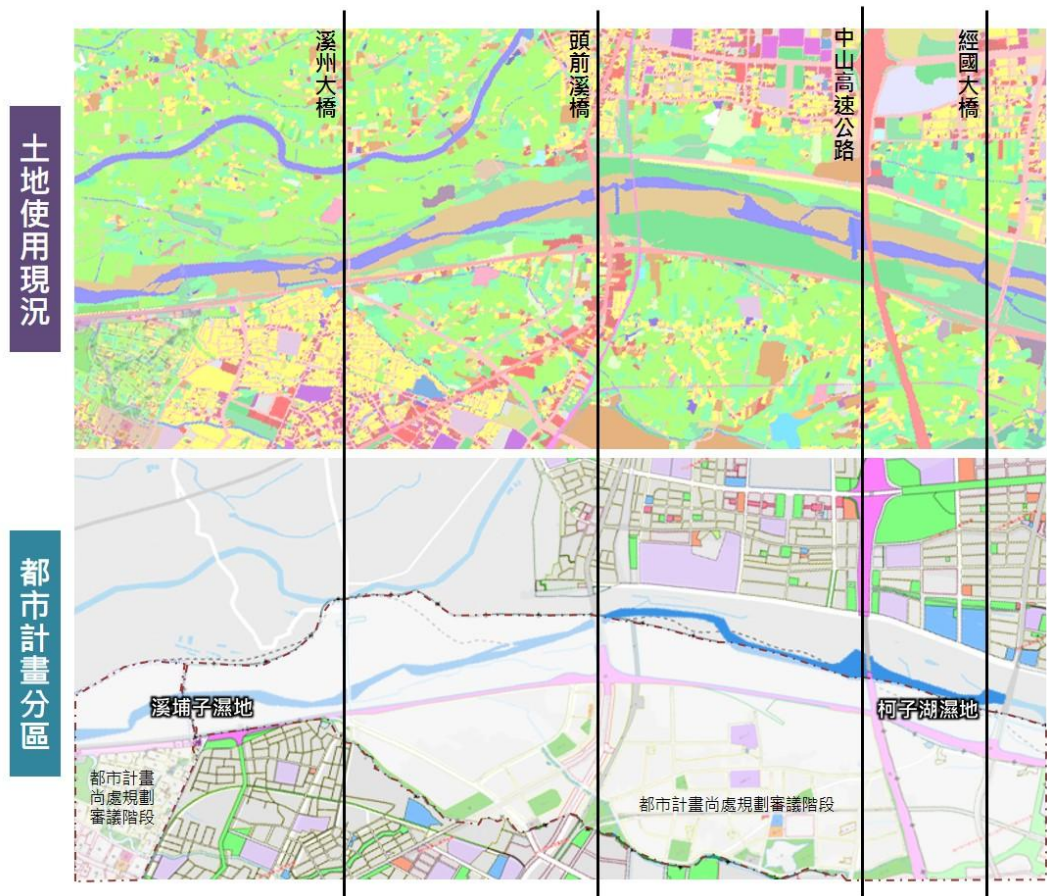 土地使用現況
溪州大橋
頭前溪橋
中山高速公路
經國大橋
都市計畫分區
溪埔子濕地
柯子湖濕地
都市計畫
尚處規劃
審議階段
都市計畫尚處規劃審議階段